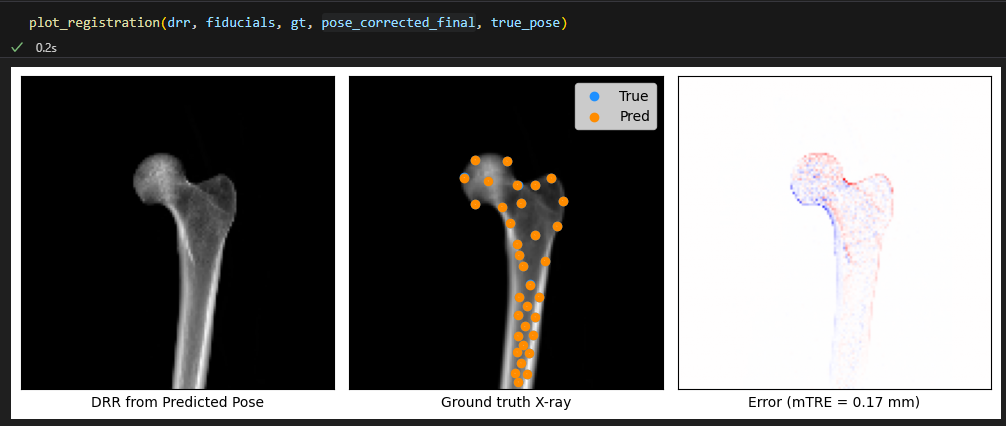 plot_registration(drr, fiducials, gt, pose_corrected_final, true_pose)
0.2s
True
Pred
DRR from Predicted Pose
Ground truth X-ray
Error (mTRE = 0.17 mm)